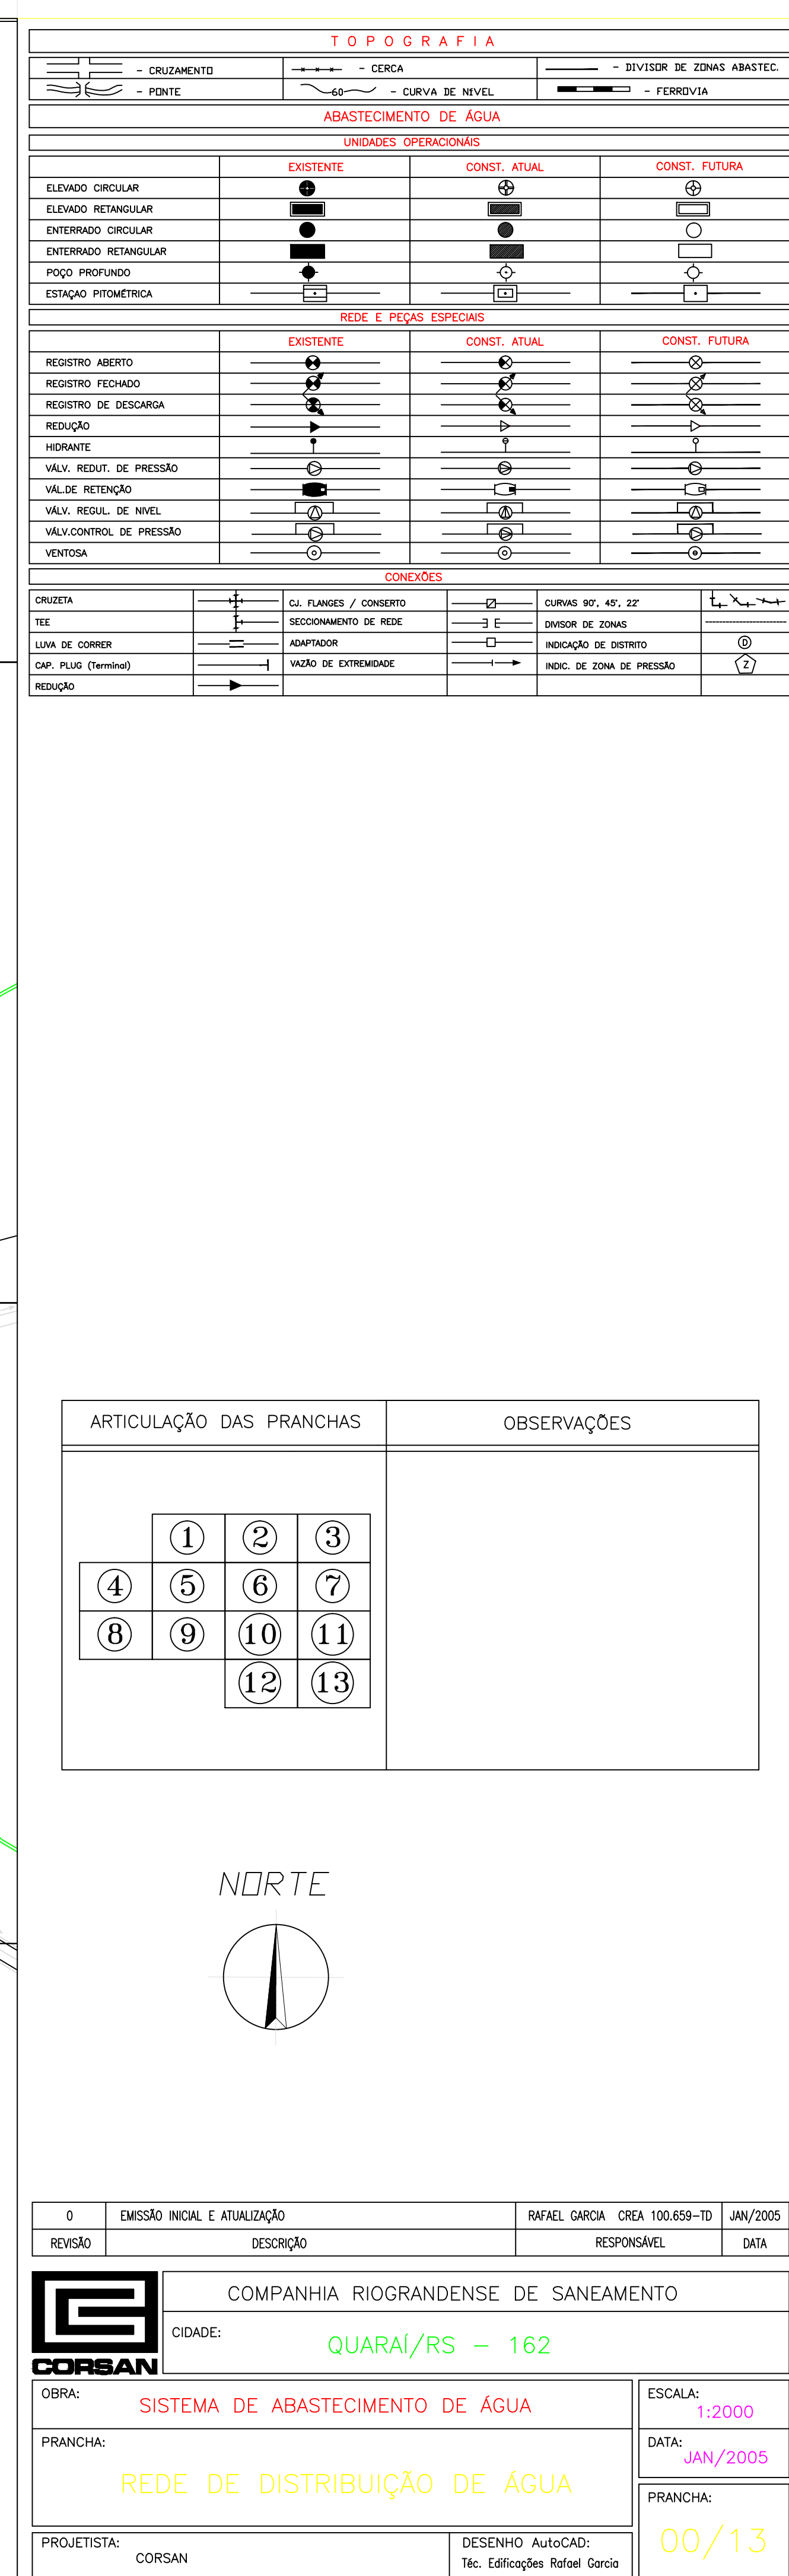 T O P O G R A F I A
- CRUZAMENTO
- CERCA
- DIVISOR DE ZONAS ABASTEC.
- PONTE
60
- CURVA DE NíVEL
- FERROVIA
ABASTECIMENTO DE ÁGUA
UNIDADES OPERACIONÁIS
EXISTENTE CONST. ATUAL CONST. FUTURA
ELEVADO CIRCULAR
ELEVADO RETANGULAR
ENTERRADO CIRCULAR
ENTERRADO RETANGULAR
POÇO PROFUNDO
ESTAÇAO PITOMÉTRICA
REDE E PEÇAS ESPECIAIS
EXISTENTE CONST. ATUAL CONST. FUTURA
REGISTRO ABERTO
REGISTRO FECHADO
REGISTRO DE DESCARGA
REDUÇÃO
HIDRANTE
VÁLV. REDUT. DE PRESSÃO
VÁL.DE RETENÇÃO
VÁLV. REGUL. DE NIVEL
VÁLV.CONTROL DE PRESSÃO
VENTOSA
CONEXÕES
CRUZETA CJ. FLANGES / CONSERTO CURVAS 90°, 45°, 22°
TEE SECCIONAMENTO DE REDE DIVISOR DE ZONAS
LUVA DE CORRER ADAPTADOR INDICAÇÃO DE DISTRITO D
CAP. PLUG (Terminal) VAZÃO DE EXTREMIDADE INDIC. DE ZONA DE PRESSÃO Z
REDUÇÃO
ARTICULAÇÃO DAS PRANCHAS OBSERVAÇÕES
1 2 3
4 5 6 7
8 9 10 11
12 13
NORTE
0 EMISSÃO INICIAL E ATUALIZAÇÃO RAFAEL GARCIA CREA 100.659-TD JAN/2005
REVISÃO DESCRIÇÃO RESPONSÁVEL DATA
CORSAN
COMPANHIA RIOGRANDENSE DE SANEAMENTO
CIDADE:
QUARAÍ/RS - 162
OBRA:
SISTEMA DE ABASTECIMENTO DE ÁGUA
ESCALA:
1:2000
PRANCHA:
REDE DE DISTRIBUIÇÃO DE ÁGUA
DATA:
JAN/2005
PRANCHA:
00/13
PROJETISTA:
CORSAN
DESENHO AutoCAD:
Téc. Edificações Rafael Garcia